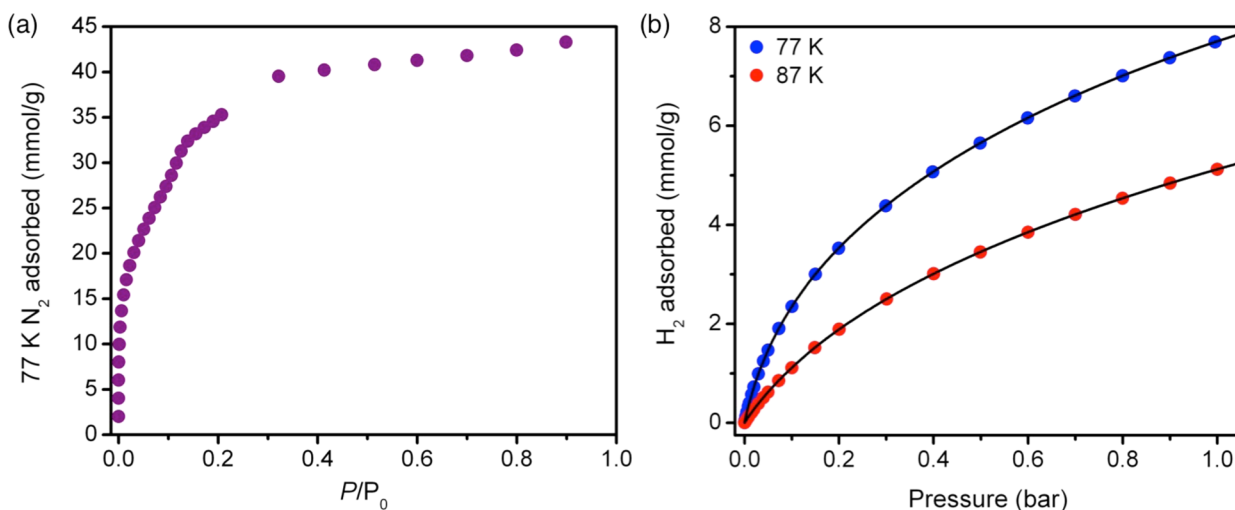 (a)
77 K N₂ adsorbed (mmol/g)
45
40
35
30
25
20
15
10
5
0
0.0 0.2 0.4 0.6 0.8 1.0
P/P₀
(b)
77 K
87 K
H₂ adsorbed (mmol/g)
8
6
4
2
0
0.0 0.2 0.4 0.6 0.8 1.0
Pressure (bar)